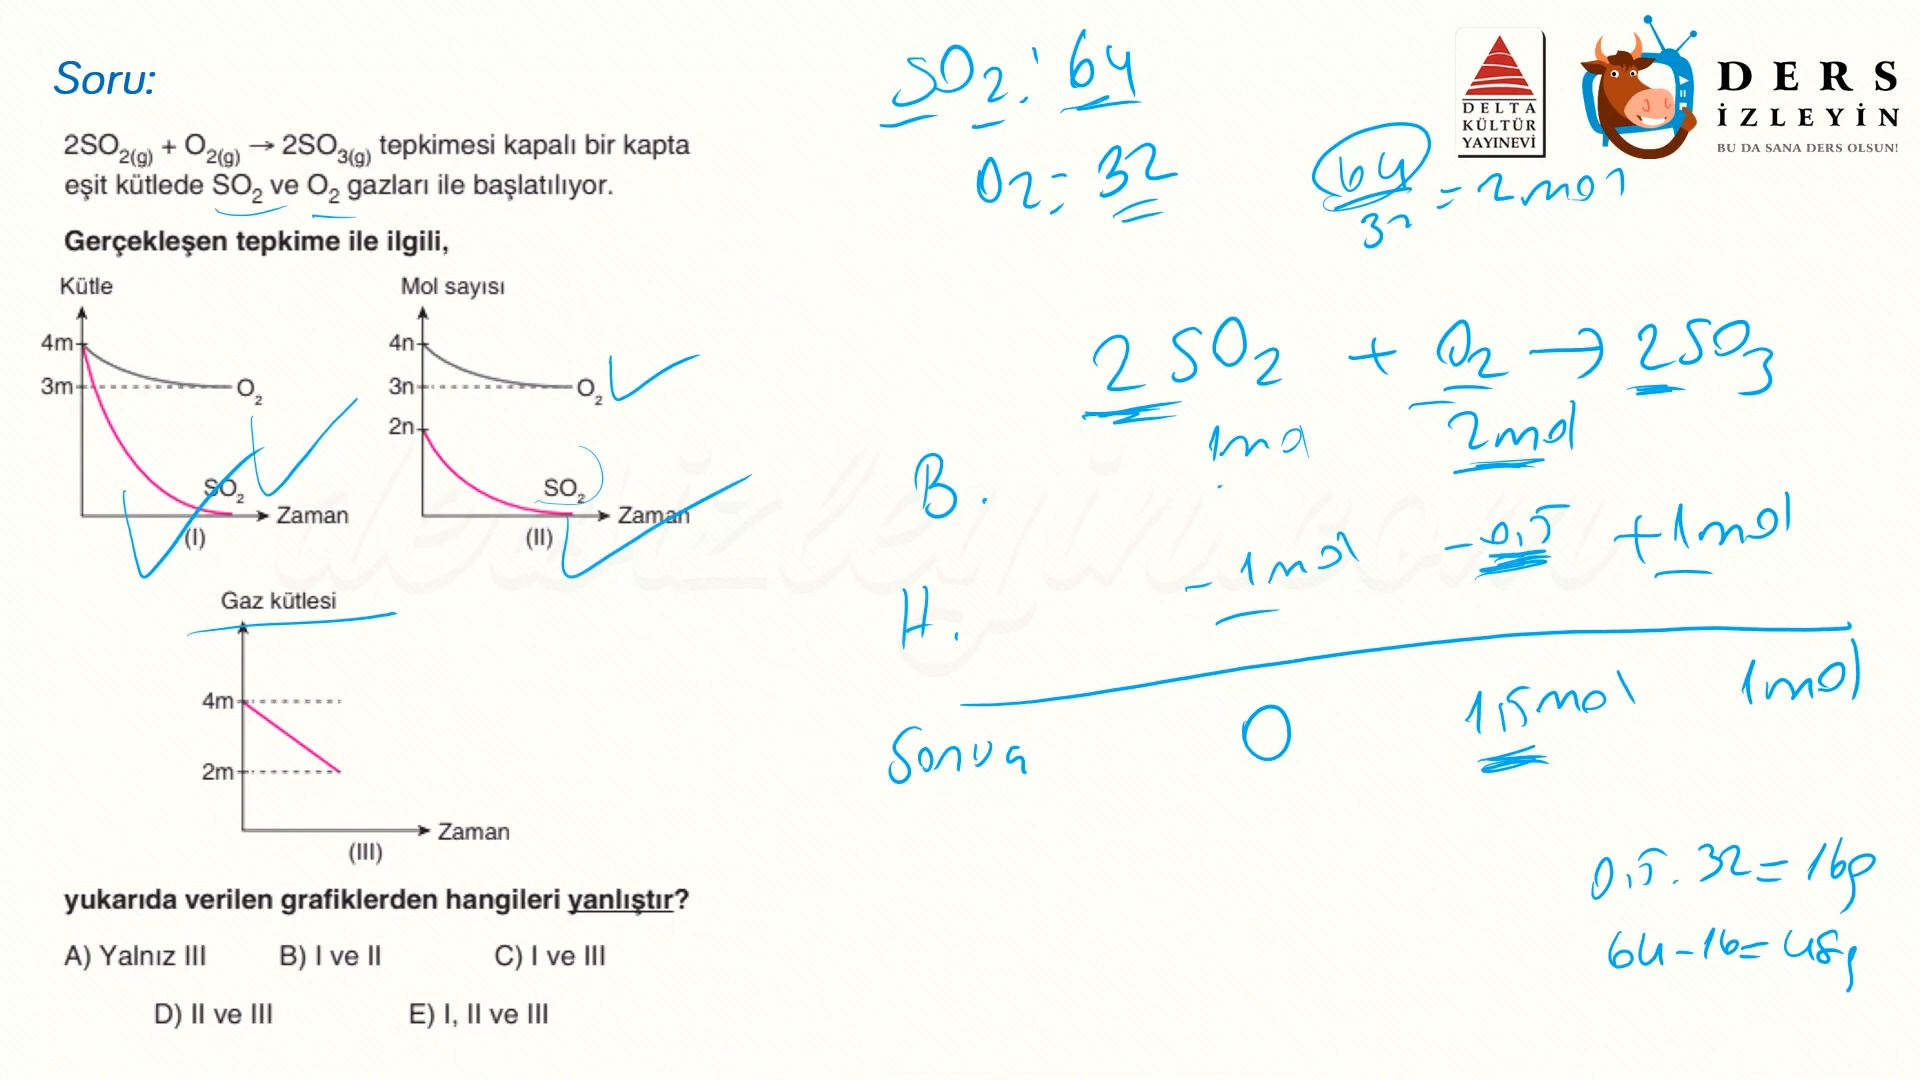 Soru:
2SO2(g) + O2(g) → 2SO3(g) tepkimesi kapalı bir kapta
eşit kütlede SO2 ve O2 gazları ile başlatılıyor.
Gerçekleşen tepkime ile ilgili,
Kütle
4m
3m
O2
SO2
Zaman
(I)
Mol sayısı
4n
3n
2n
O2
SO2
Zaman
(II)
Gaz kütlesi
4m
2m
Zaman
(III)
yukarıda verilen grafiklerden hangileri yanlıştır?
A) Yalnız III B) I ve II C) I ve III
D) II ve III E) I, II ve III
SO2: 64
O2 = 32
64/32 = 2mol
2SO2 + O2 → 2SO3
B. 1mol 2mol
H. -1mol -0,5 +1mol
Sonra 0 1,5mol 1mol
0,5.32=16g
64-16=48g
DELTA
KÜLTÜR
YAYINEVİ
DERS
İZLEYİN
BU DA SANA DERS OLSUN!
dersizleyin.com